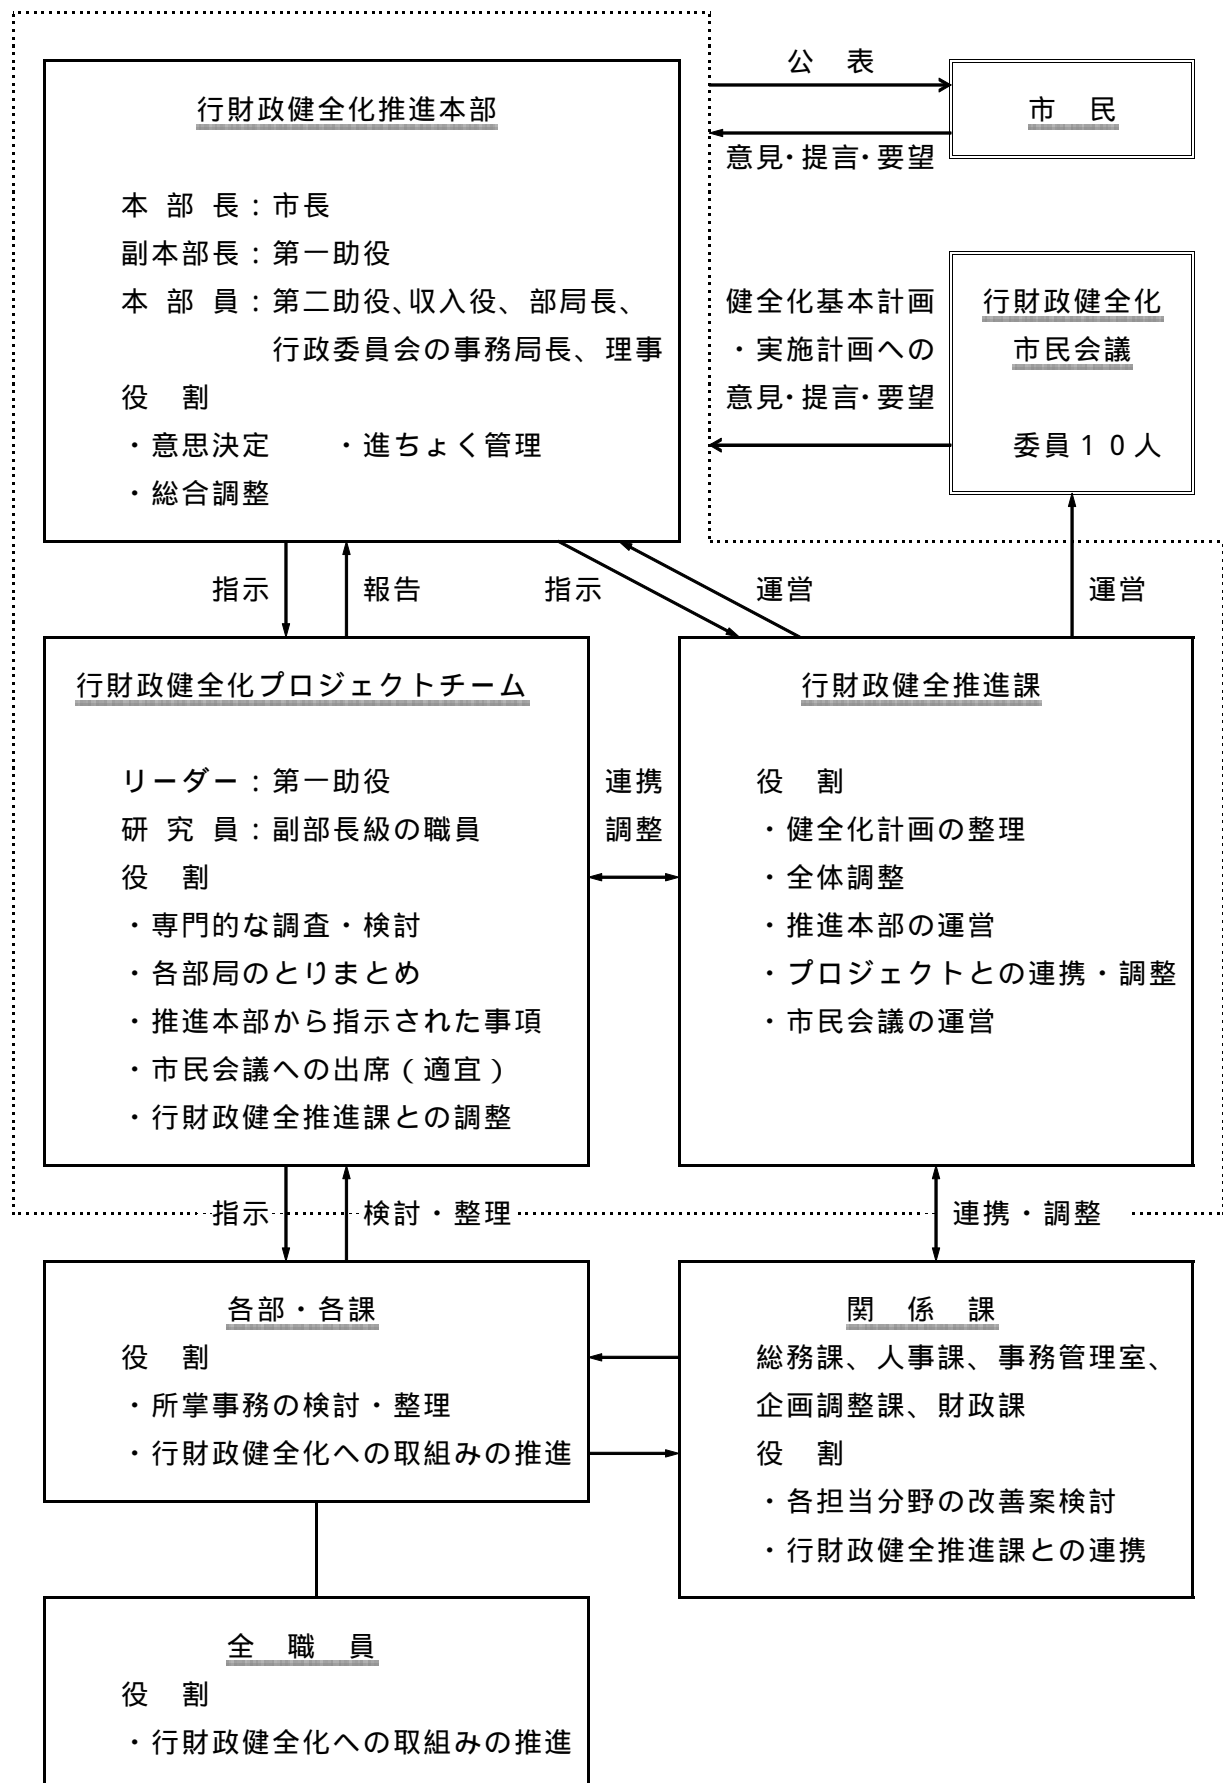 行財政健全化推進本部
本 部 長：市長
副本部長：第一助役
本 部 員：第二助役、収入役、部局長、
行政委員会の事務局長、理事
役 割
・意思決定 ・進ちょく管理
・総合調整
公 表
市 民
意見・提言・要望
健全化基本計画
・実施計画への
意見・提言・要望
行財政健全化
市民会議
委員１０人
指示
報告
指示
運営
運営
行財政健全化プロジェクトチーム
リーダー：第一助役
研 究 員：副部長級の職員
役 割
・専門的な調査・検討
・各部局のとりまとめ
・推進本部から指示された事項
・市民会議への出席（適宜）
・行財政健全推進課との調整
連携
調整
行財政健全推進課
役 割
・健全化計画の整理
・全体調整
・推進本部の運営
・プロジェクトとの連携・調整
・市民会議の運営
指示
検討・整理
連携・調整
各部・各課
役 割
・所掌事務の検討・整理
・行財政健全化への取組みの推進
関 係 課
総務課、人事課、事務管理室、
企画調整課、財政課
役 割
・各担当分野の改善案検討
・行財政健全推進課との連携
全 職 員
役 割
・行財政健全化への取組みの推進